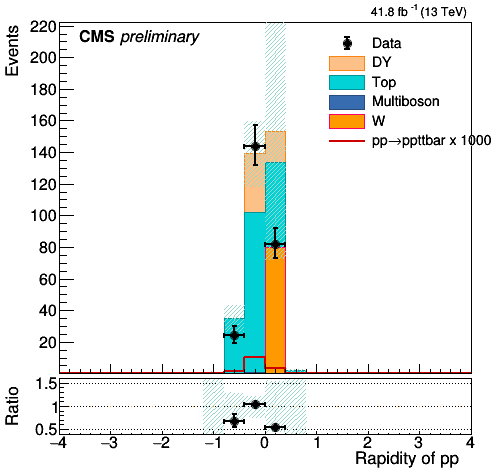 41.8 fb⁻¹ (13 TeV)
CMS preliminary
Events
220
200
180
160
140
120
100
80
60
40
20
Data
DY
Top
Multiboson
W
pp→ppttbar x 1000
Ratio
1.5
1
0.5
−4 −3 −2 −1 0 1 2 3 4
Rapidity of pp